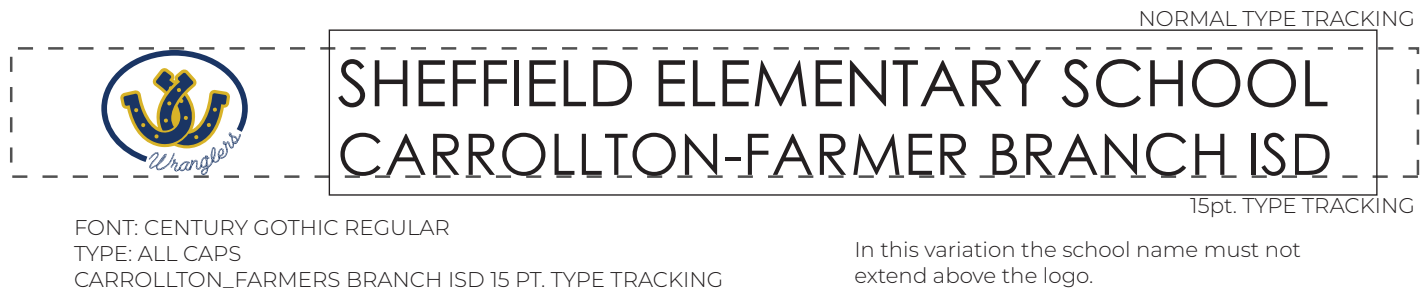 NORMAL TYPE TRACKING
SHEFFIELD ELEMENTARY SCHOOL
CARROLLTON-FARMER BRANCH ISD
Wranglers
15pt. TYPE TRACKING
FONT: CENTURY GOTHIC REGULAR
TYPE: ALL CAPS
CARROLLTON_FARMERS BRANCH ISD 15 PT. TYPE TRACKING
In this variation the school name must not
extend above the logo.